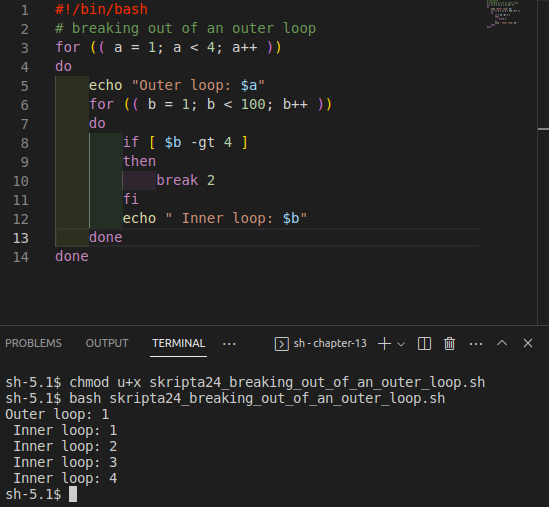 1 #!/bin/bash
2 # breaking out of an outer loop
3 for (( a = 1; a < 4; a++ ))
4 do
5     echo "Outer loop: $a"
6     for (( b = 1; b < 100; b++ ))
7     do
8         if [ $b -gt 4 ]
9         then
10             break 2
11         fi
12         echo " Inner loop: $b"
13     done
14 done
PROBLEMS OUTPUT TERMINAL ··· sh - chapter-13
sh-5.1$ chmod u+x skripta24_breaking_out_of_an_outer_loop.sh
sh-5.1$ bash skripta24_breaking_out_of_an_outer_loop.sh
Outer loop: 1
 Inner loop: 1
 Inner loop: 2
 Inner loop: 3
 Inner loop: 4
sh-5.1$